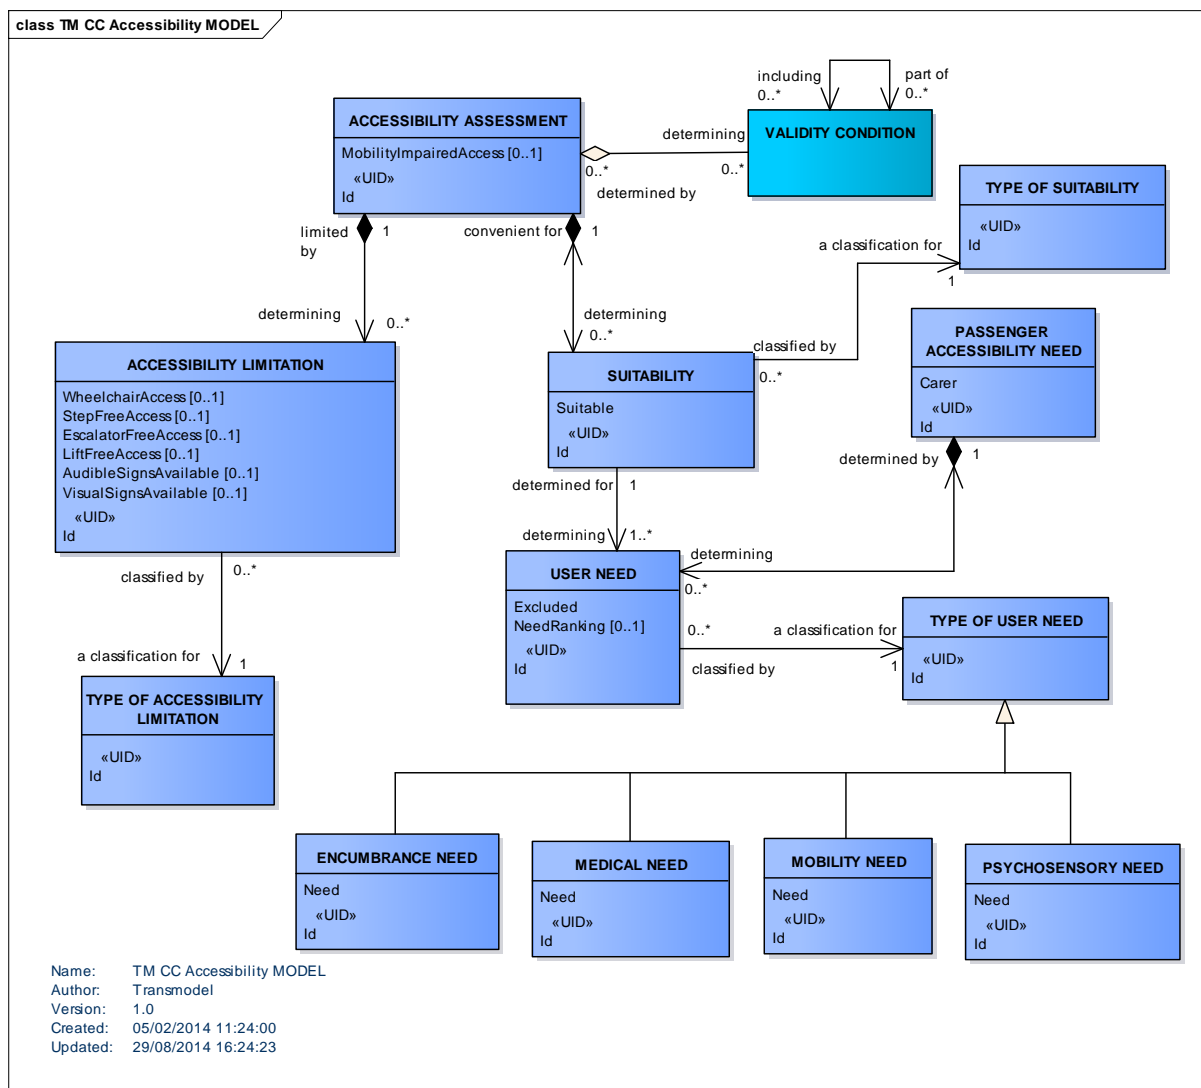 class TM CC Accessibility MODEL
including
0..*
part of
0..*
ACCESSIBILITY ASSESSMENT
MobilityImpairedAccess [0..1]
«UID»
Id
determining
0..*
0..*
determined by
VALIDITY CONDITION
TYPE OF SUITABILITY
«UID»
Id
limited
by
1
convenient for
1
a classification for
1
determining
0..*
determining
0..*
classified by
0..*
ACCESSIBILITY LIMITATION
WheelchairAccess [0..1]
StepFreeAccess [0..1]
EscalatorFreeAccess [0..1]
LiftFreeAccess [0..1]
AudibleSignsAvailable [0..1]
VisualSignsAvailable [0..1]
«UID»
Id
SUITABILITY
Suitable
«UID»
Id
PASSENGER
ACCESSIBILITY NEED
Carer
«UID»
Id
determined by
1
determined for
1
determining
1..*
determining
0..*
classified by
0..*
a classification for
1
USER NEED
Excluded
NeedRanking [0..1]
«UID»
Id
0..*
classified by
a classification for
1
TYPE OF USER NEED
«UID»
Id
TYPE OF ACCESSIBILITY
LIMITATION
«UID»
Id
ENCUMBRANCE NEED
Need
«UID»
Id
MEDICAL NEED
Need
«UID»
Id
MOBILITY NEED
Need
«UID»
Id
PSYCHOSENSORY NEED
Need
«UID»
Id
Name: TM CC Accessibility MODEL
Author: Transmodel
Version: 1.0
Created: 05/02/2014 11:24:00
Updated: 29/08/2014 16:24:23